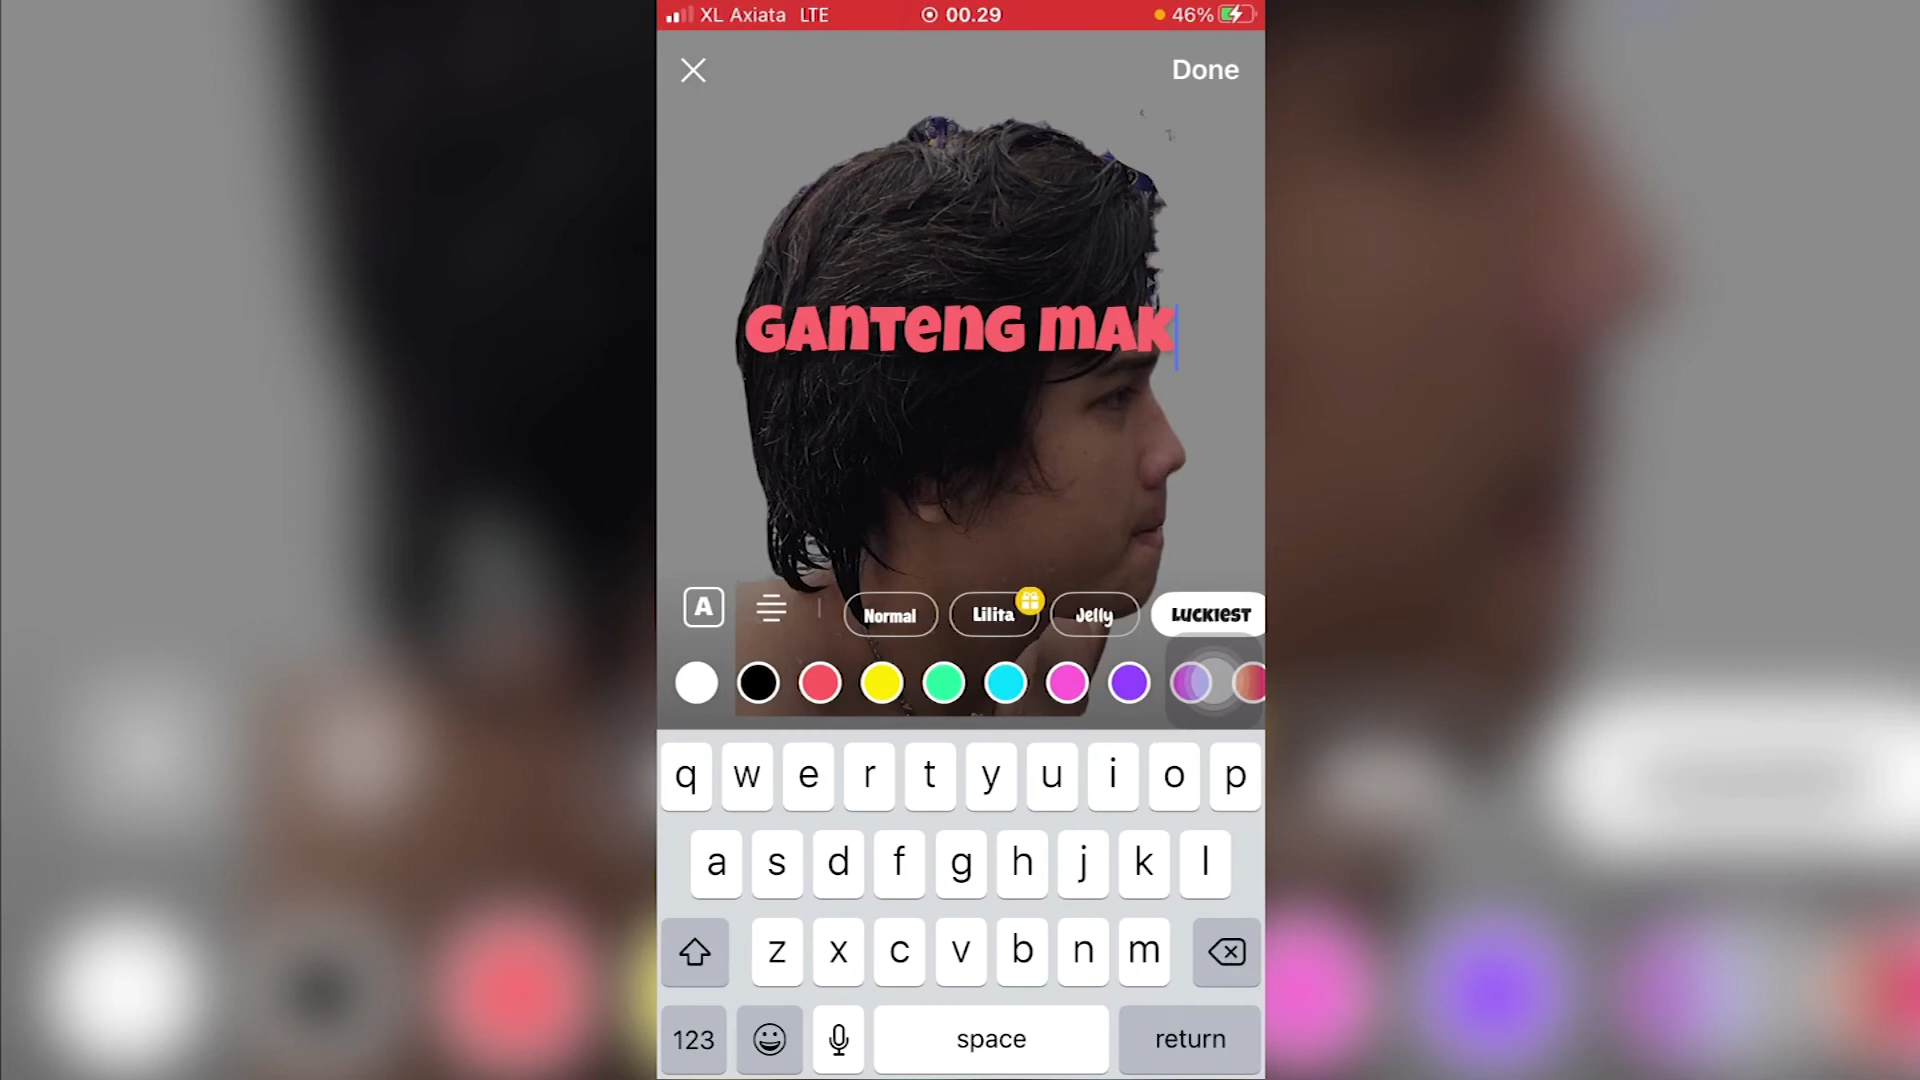 XL Axiata LTE 00.29 46%
Done
GANTENG MAK
A Normal Lilita Jelly LUCKIEST
q w e r t y u i o p
a s d f g h j k l
z x c v b n m
123 space return